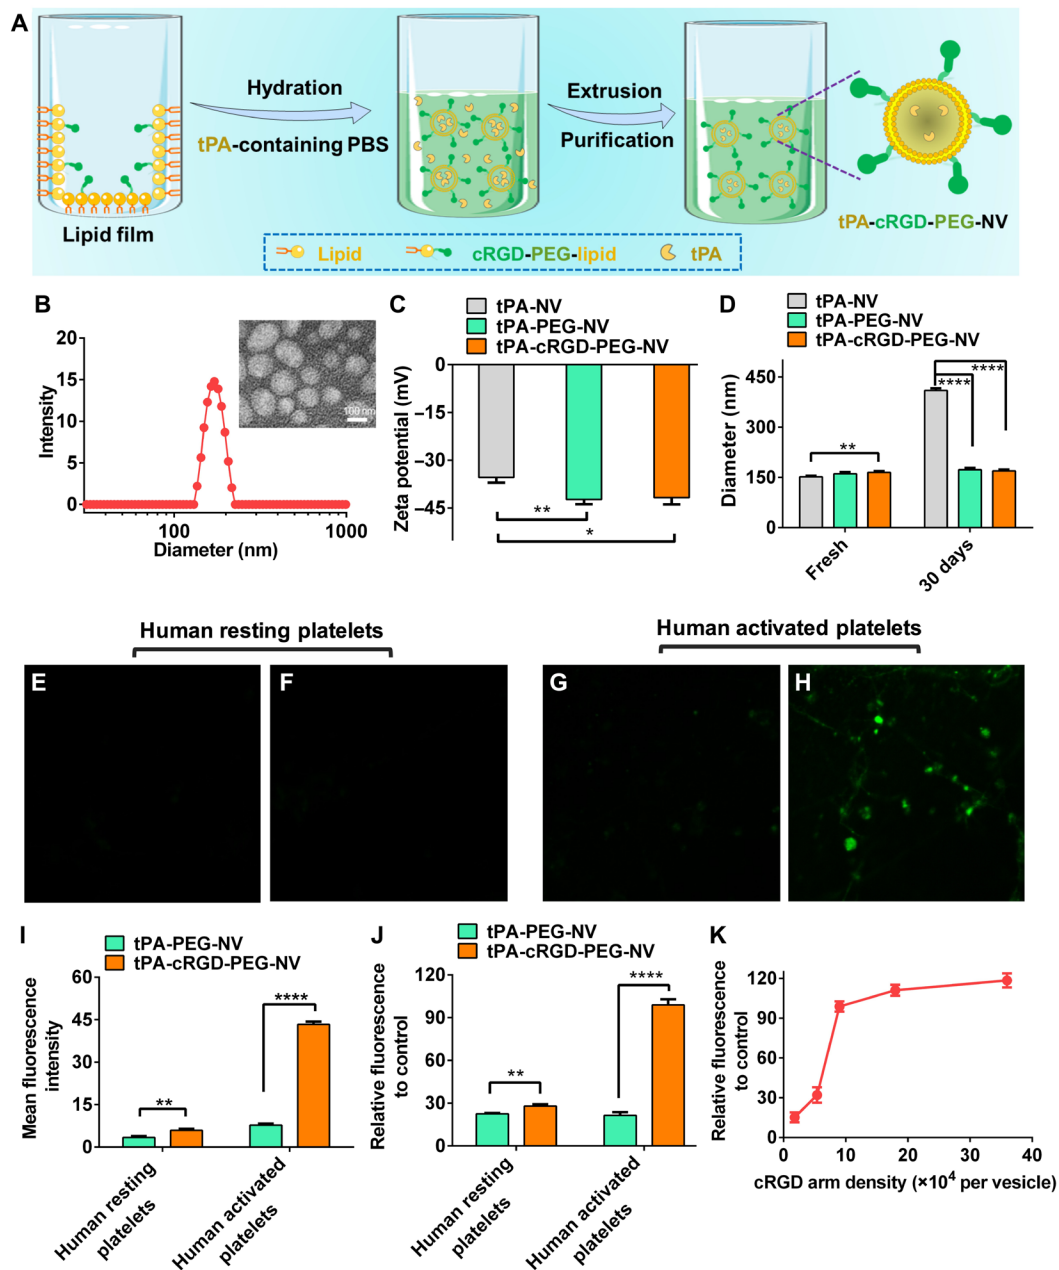 A
Hydration
tPA-containing PBS
Extrusion
Purification
Lipid film
tPA-cRGD-PEG-NV
Lipid
cRGD-PEG-lipid
tPA
B
Intensity
20
15
10
5
0
100
1000
Diameter (nm)
100 nm
C
tPA-NV
tPA-PEG-NV
tPA-cRGD-PEG-NV
Zeta potential (mV)
0
−15
−30
−45
**
*
D
tPA-NV
tPA-PEG-NV
tPA-cRGD-PEG-NV
Diameter (nm)
450
300
150
0
**
****
****
Fresh
30 days
Human resting platelets
Human activated platelets
E
F
G
H
I
tPA-PEG-NV
tPA-cRGD-PEG-NV
Mean fluorescence
intensity
60
45
30
15
0
**
****
Human resting
platelets
Human activated
platelets
J
tPA-PEG-NV
tPA-cRGD-PEG-NV
Relative fluorescence
to control
120
90
60
30
0
**
****
Human resting
platelets
Human activated
platelets
K
Relative fluorescence
to control
120
90
60
30
0
0
10
20
30
40
cRGD arm density (×10⁴ per vesicle)